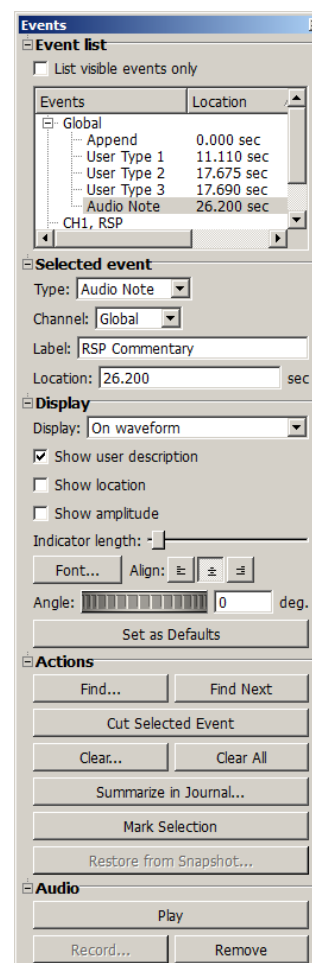 Events
Event list
List visible events only
Events Location
Global
Append 0.000 sec
User Type 1 11.110 sec
User Type 2 17.675 sec
User Type 3 17.690 sec
Audio Note 26.200 sec
CH1, RSP
Selected event
Type: Audio Note
Channel: Global
Label: RSP Commentary
Location: 26.200 sec
Display
Display: On waveform
Show user description
Show location
Show amplitude
Indicator length:
Font... Align:
Angle: 0 deg.
Set as Defaults
Actions
Find... Find Next
Cut Selected Event
Clear... Clear All
Summarize in Journal...
Mark Selection
Restore from Snapshot...
Audio
Play
Record... Remove